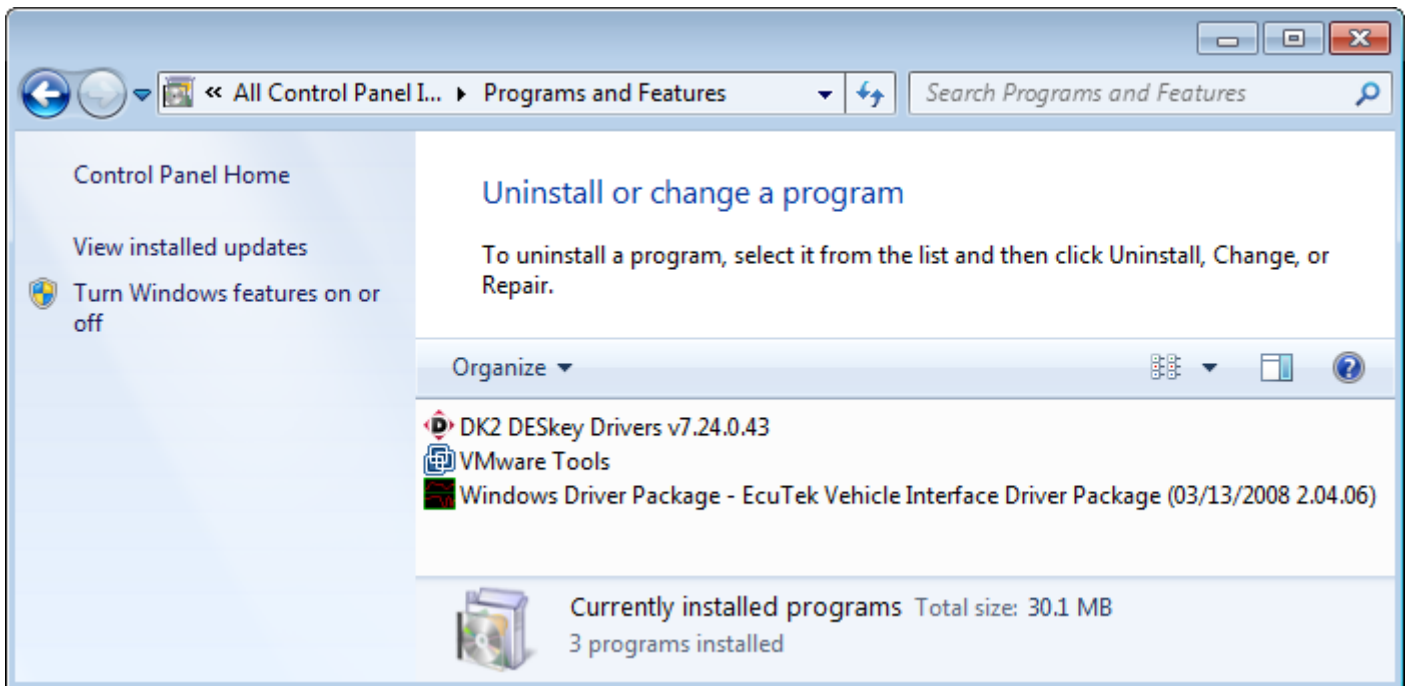 « All Control Panel I... ▸ Programs and Features
Search Programs and Features
Control Panel Home
View installed updates
Turn Windows features on or
off
Uninstall or change a program
To uninstall a program, select it from the list and then click Uninstall, Change, or
Repair.
Organize
DK2 DESkey Drivers v7.24.0.43
VMware Tools
Windows Driver Package - EcuTek Vehicle Interface Driver Package (03/13/2008 2.04.06)
Currently installed programs Total size: 30.1 MB
3 programs installed